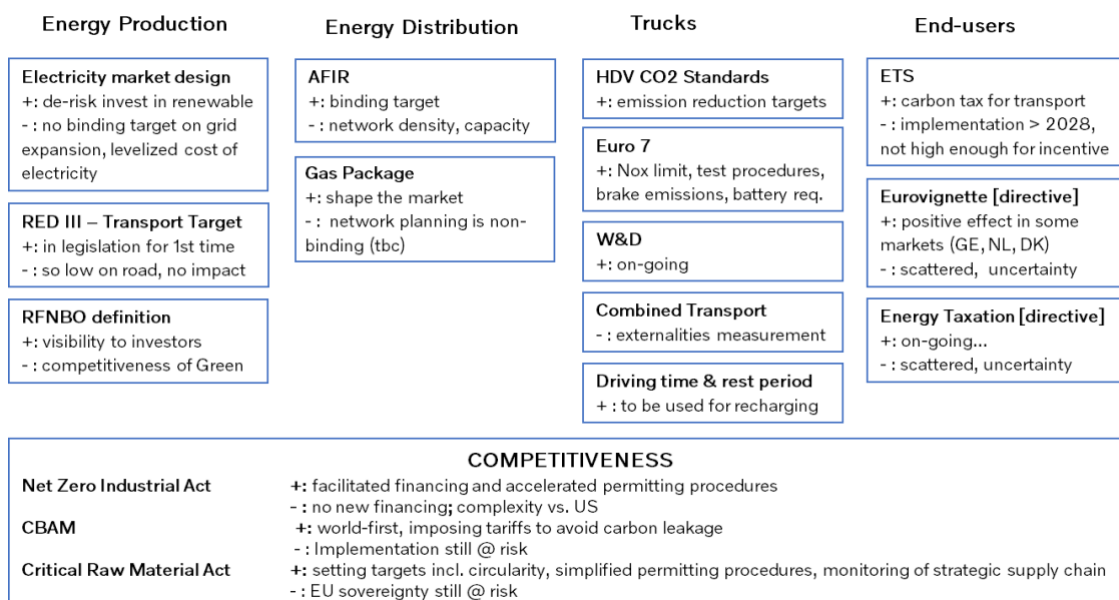 Energy Production
Electricity market design
+: de-risk invest in renewable
- : no binding target on grid
expansion, levelized cost of
electricity
RED III – Transport Target
+: in legislation for 1st time
- : so low on road, no impact
RFNBO definition
+: visibility to investors
- : competitiveness of Green
Energy Distribution
AFIR
+: binding target
- : network density, capacity
Gas Package
+: shape the market
- : network planning is non-
binding (tbc)
Trucks
HDV CO2 Standards
+: emission reduction targets
Euro 7
+: Nox limit, test procedures,
brake emissions, battery req.
W&D
+: on-going
Combined Transport
- : externalities measurement
Driving time & rest period
+ : to be used for recharging
End-users
ETS
+: carbon tax for transport
- : implementation > 2028,
not high enough for incentive
Eurovignette [directive]
+: positive effect in some
markets (GE, NL, DK)
- : scattered, uncertainty
Energy Taxation [directive]
+: on-going...
- : scattered, uncertainty
COMPETITIVENESS
Net Zero Industrial Act +: facilitated financing and accelerated permitting procedures
- : no new financing; complexity vs. US
CBAM +: world-first, imposing tariffs to avoid carbon leakage
- : Implementation still @ risk
Critical Raw Material Act +: setting targets incl. circularity, simplified permitting procedures, monitoring of strategic supply chain
- : EU sovereignty still @ risk